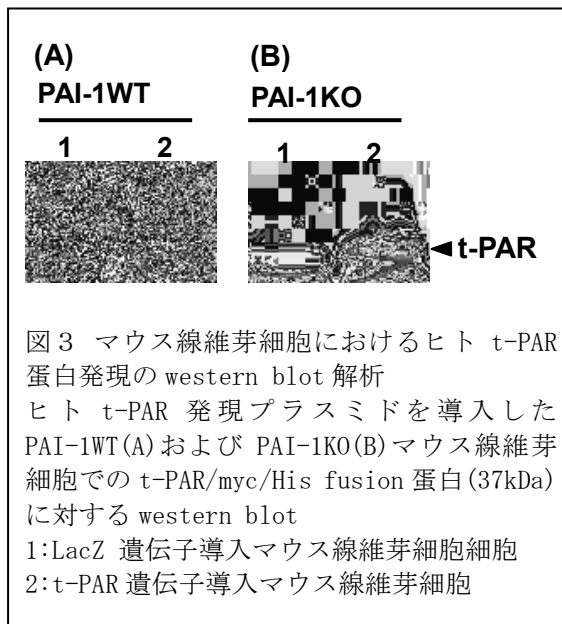 (A) (B)
PAI-1WT PAI-1KO
1 2 1 2
t-PAR
図3 マウス線維芽細胞におけるヒト t-PAR
蛋白発現の western blot 解析
ヒト t-PAR 発現プラスミドを導入した
PAI-1WT(A)および PAI-1KO(B)マウス線維芽
細胞での t-PAR/myc/His fusion 蛋白(37kDa)
に対する western blot
1:LacZ 遺伝子導入マウス線維芽細胞細胞
2:t-PAR 遺伝子導入マウス線維芽細胞